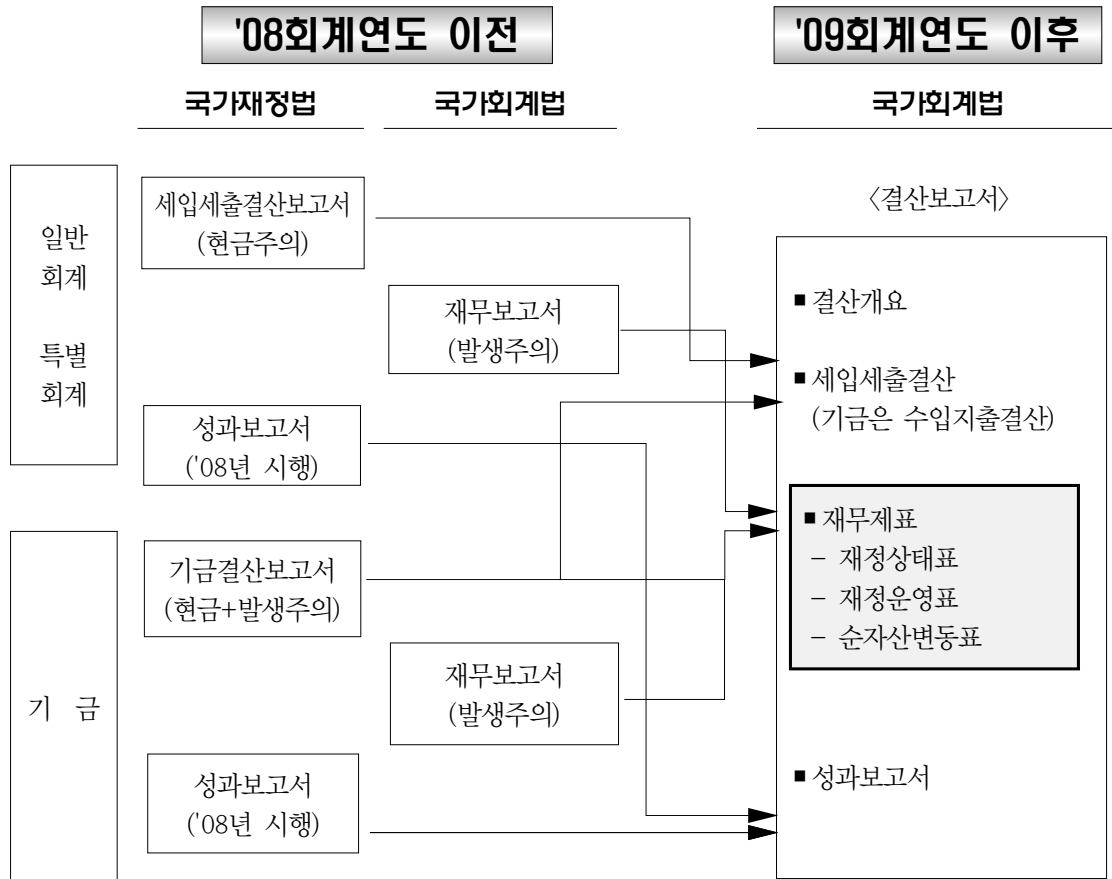 '08회계연도 이전
'09회계연도 이후
국가재정법
국가회계법
국가회계법
일반
회계
특별
회계
세입세출결산보고서
(현금주의)
재무보고서
(발생주의)
성과보고서
('08년 시행)
기 금
기금결산보고서
(현금+발생주의)
재무보고서
(발생주의)
성과보고서
('08년 시행)
〈결산보고서〉
■ 결산개요
■ 세입세출결산
(기금은 수입지출결산)
■ 재무제표
- 재정상태표
- 재정운영표
- 순자산변동표
■ 성과보고서